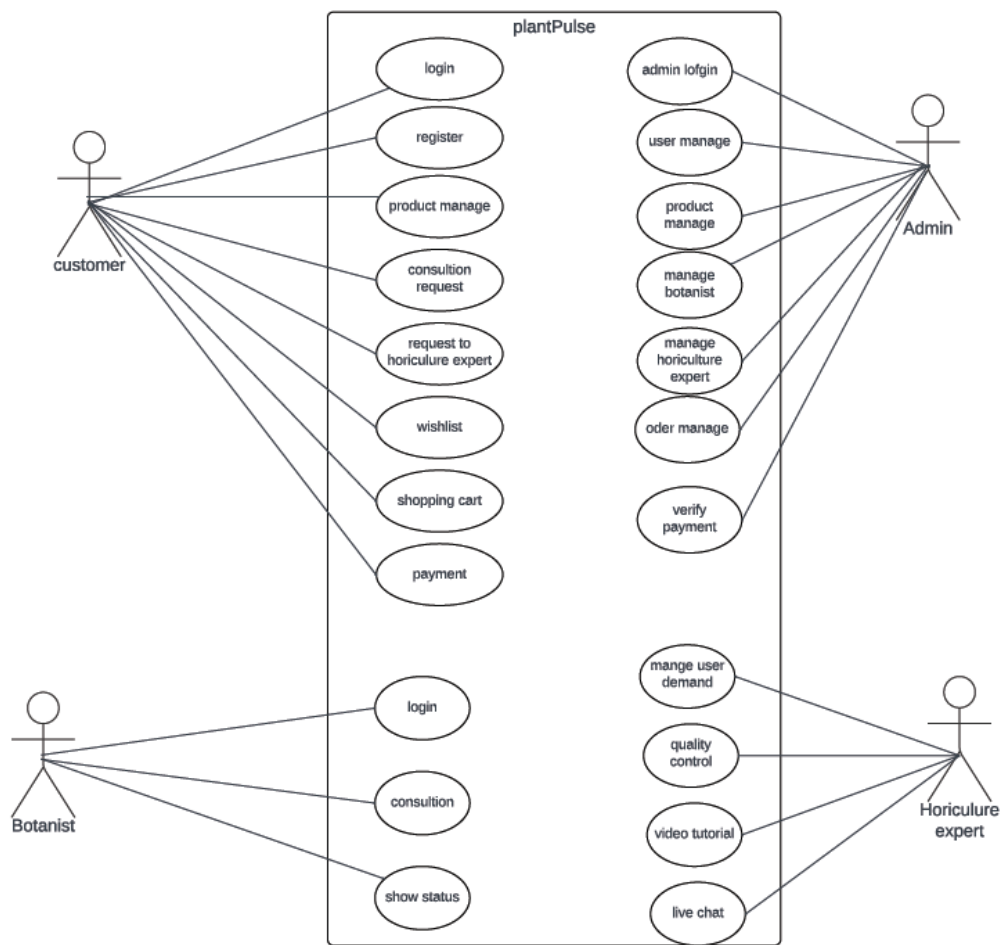 plantPulse
login
register
product manage
consultion
request
request to
horiculure expert
wishlist
shopping cart
payment
customer
admin lofgin
user manage
product
manage
manage
botanist
manage
horiculture
expert
oder manage
verify
payment
Admin
login
consultion
show status
Botanist
mange user
demand
quality
control
video tutorial
live chat
Horiculure
expert